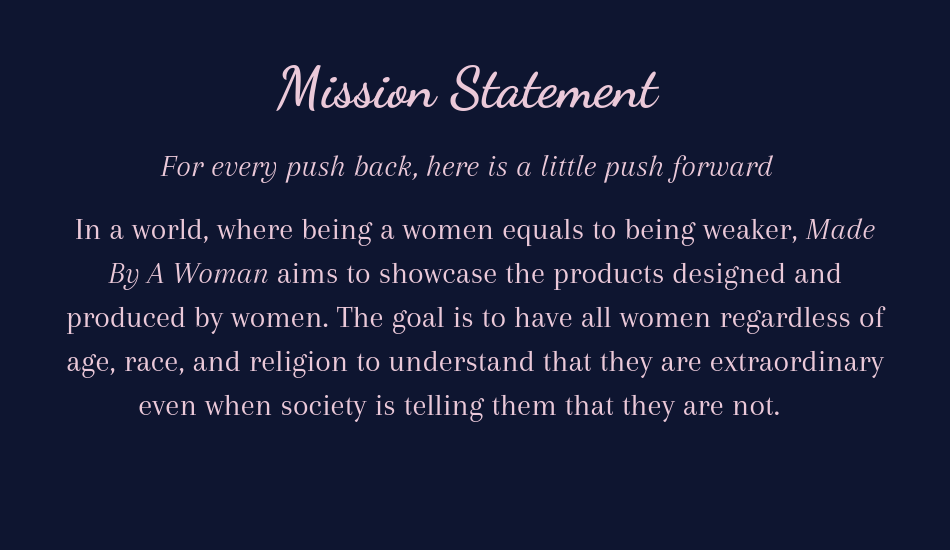 Mission Statement
For every push back, here is a little push forward
In a world, where being a women equals to being weaker, Made
By A Woman aims to showcase the products designed and
produced by women. The goal is to have all women regardless of
age, race, and religion to understand that they are extraordinary
even when society is telling them that they are not.